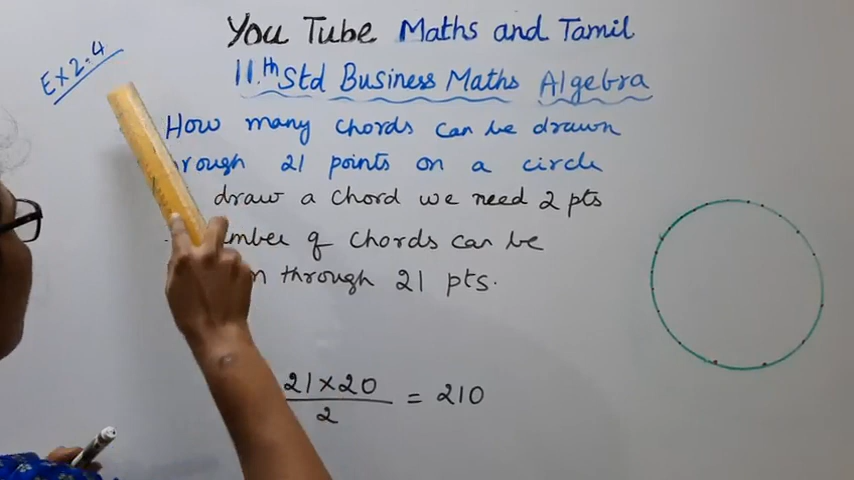 You Tube Maths and Tamil
11.th Std Business Maths Algebra
Ex 2.4
How many chords can be drawn
rough 21 points on a circle
draw a chord we need 2 pts
mber of chords can be
n through 21 pts.
21 × 20
/ 2 = 210